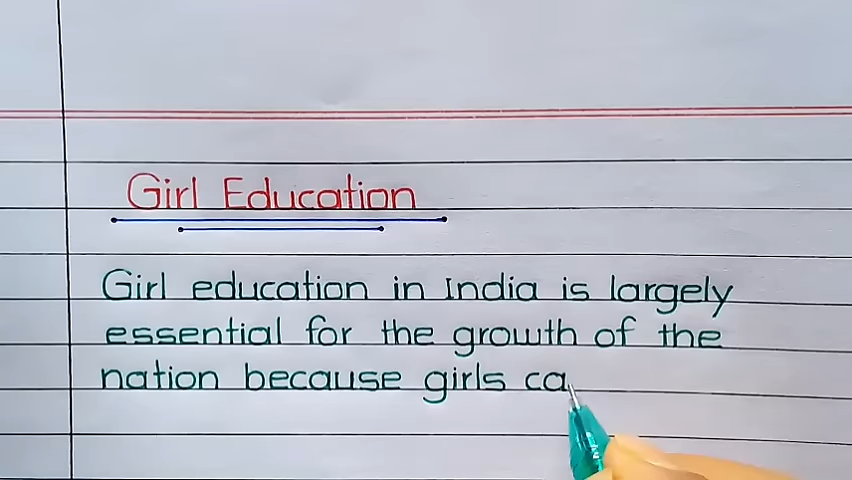 Girl Education
Girl education in India is largely
essential for the growth of the
nation because girls ca